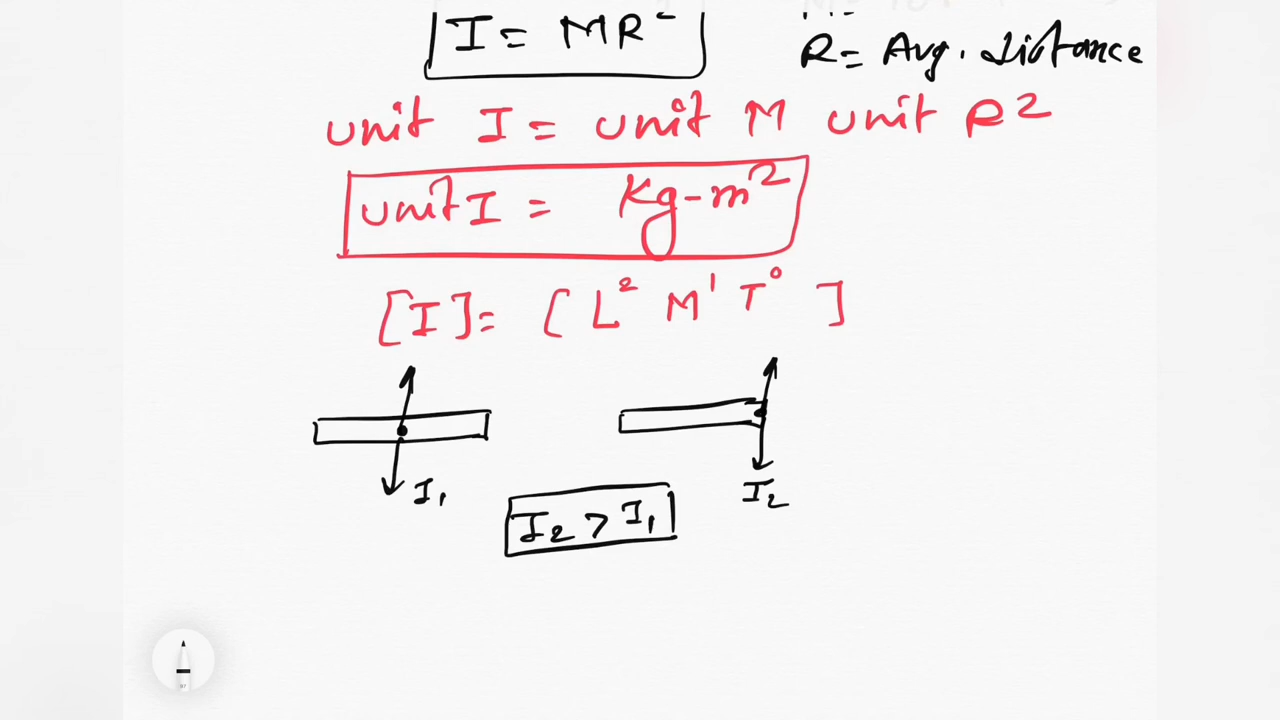 I = MR²
R = Avg. distance
unit I = unit M unit R²
unit I = Kg-m²
[I] = [ L² M¹ T⁰ ]
I₁
I₂
I₂ > I₁